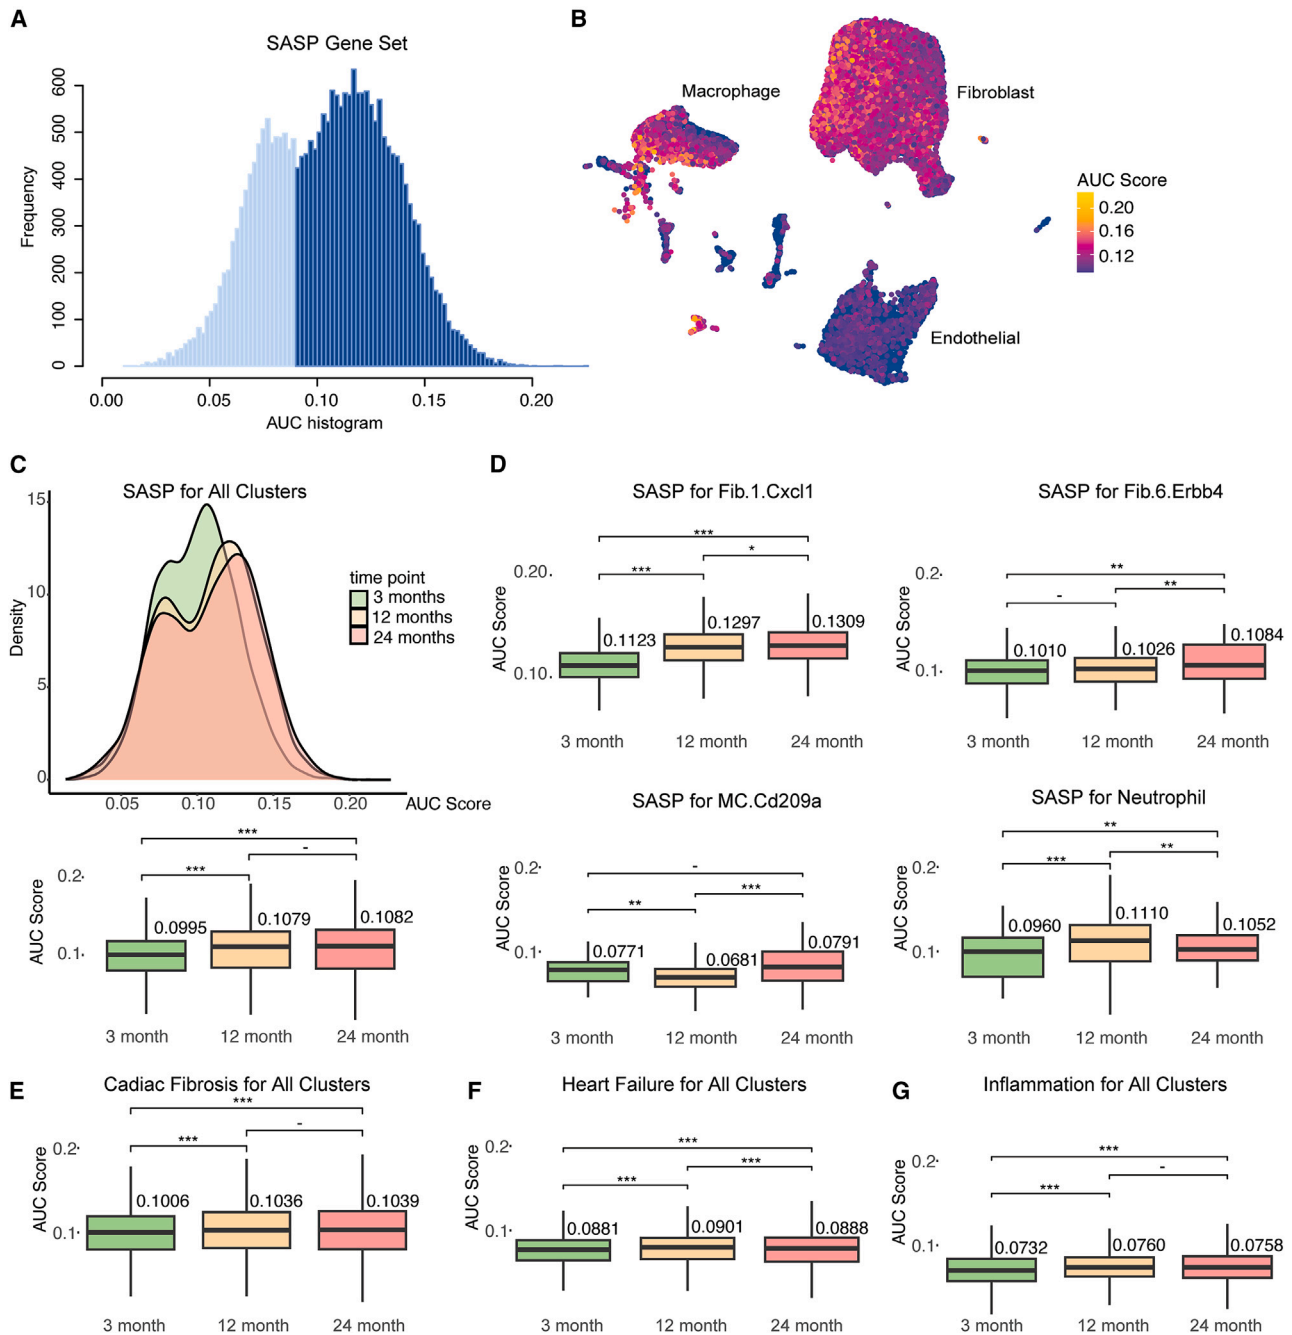 A
SASP Gene Set
Frequency
600
500
400
300
200
100
0
0.00 0.05 0.10 0.15 0.20
AUC histogram
B
Macrophage
Fibroblast
Endothelial
AUC Score
0.20
0.16
0.12
C
SASP for All Clusters
Density
15
10
5
0
0.05 0.10 0.15 0.20 AUC Score
time point
3 months
12 months
24 months
AUC Score
0.2
0.1
***
-
***
0.0995
0.1079
0.1082
3 month 12 month 24 month
D
SASP for Fib.1.Cxcl1
AUC Score
0.20
0.10
***
*
***
0.1123
0.1297
0.1309
3 month 12 month 24 month
SASP for Fib.6.Erbb4
AUC Score
0.2
0.1
**
**
-
0.1010
0.1026
0.1084
3 month 12 month 24 month
SASP for MC.Cd209a
AUC Score
0.2
0.1
-
***
**
0.0771
0.0681
0.0791
3 month 12 month 24 month
SASP for Neutrophil
AUC Score
0.2
0.1
**
**
***
0.0960
0.1110
0.1052
3 month 12 month 24 month
E
Cadiac Fibrosis for All Clusters
AUC Score
0.2
0.1
***
-
***
0.1006
0.1036
0.1039
3 month 12 month 24 month
F
Heart Failure for All Clusters
AUC Score
0.2
0.1
***
***
***
0.0881
0.0901
0.0888
3 month 12 month 24 month
G
Inflammation for All Clusters
AUC Score
0.2
0.1
***
-
***
0.0732
0.0760
0.0758
3 month 12 month 24 month